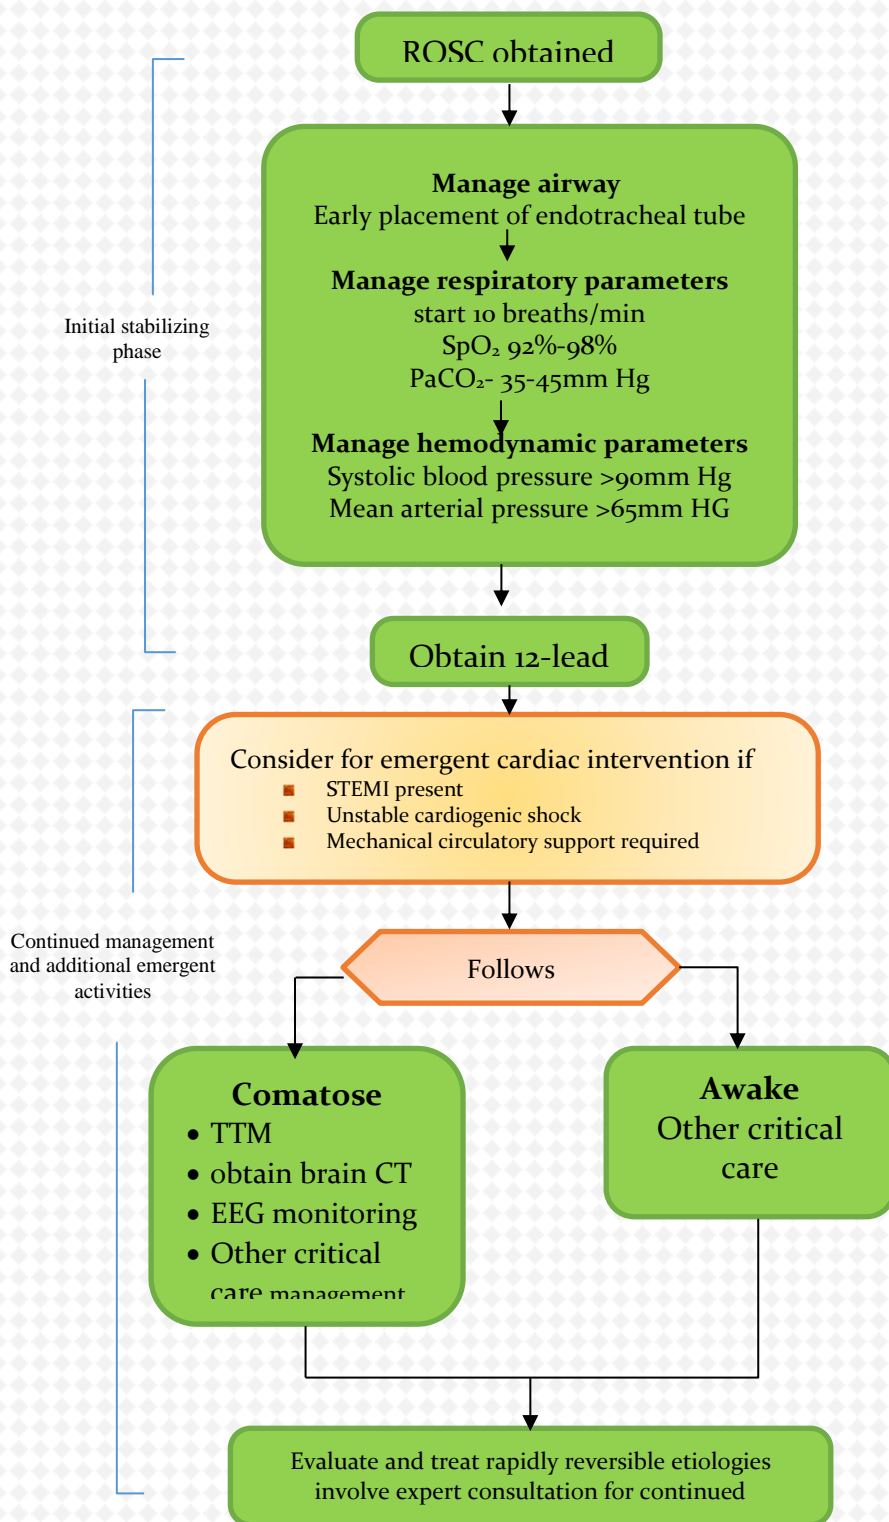 ROSC obtained
Manage airway
Early placement of endotracheal tube
Manage respiratory parameters
start 10 breaths/min
SpO₂ 92%-98%
PaCO₂- 35-45mm Hg
Manage hemodynamic parameters
Systolic blood pressure >90mm Hg
Mean arterial pressure >65mm HG
Initial stabilizing
phase
Obtain 12-lead
Consider for emergent cardiac intervention if
STEMI present
Unstable cardiogenic shock
Mechanical circulatory support required
Continued management
and additional emergent
activities
Follows
Comatose
• TTM
• obtain brain CT
• EEG monitoring
• Other critical
care management
Awake
Other critical
care
Evaluate and treat rapidly reversible etiologies
involve expert consultation for continued